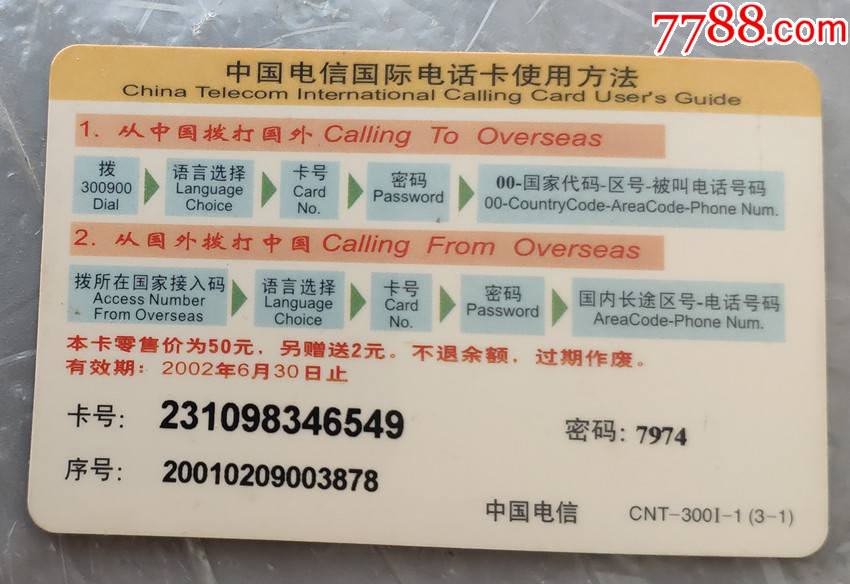 7788.com
中国电信国际电话卡使用方法
China Telecom International Calling Card User's Guide
1. 从中国拨打国外 Calling To Overseas
拨
300900
Dial
语言选择
Language
Choice
卡号
Card
No.
密码
Password
00-国家代码-区号-被叫电话号码
00-CountryCode-AreaCode-Phone Num.
2. 从国外拨打中国 Calling From Overseas
拨所在国家接入码
Access Number
From Overseas
语言选择
Language
Choice
卡号
Card
No.
密码
Password
国内长途区号-电话号码
AreaCode-Phone Num.
本卡零售价为50元，另赠送2元。不退余额，过期作废。
有效期：2002年6月30日止
卡号：231098346549
密码：7974
序号：20010209003878
中国电信 CNT-300I-1 (3-1)